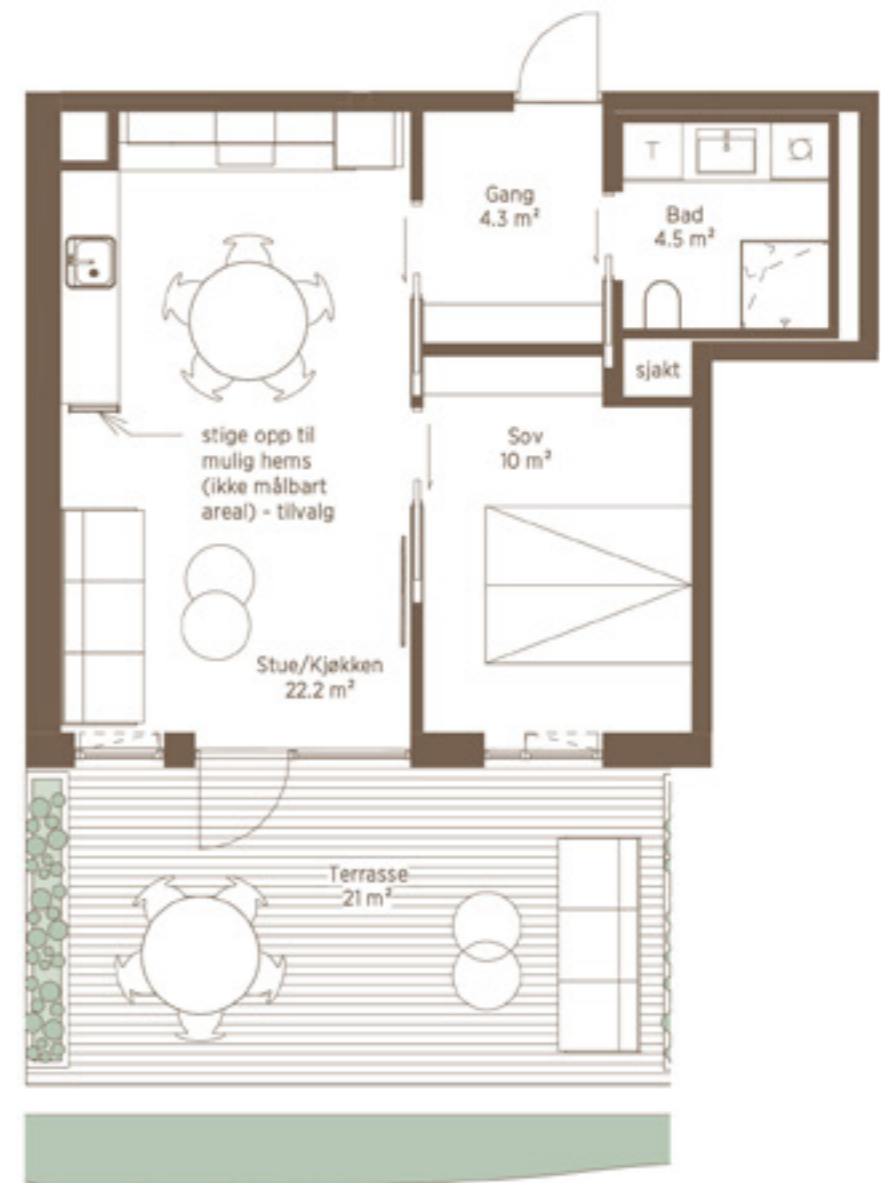 Gang
4.3 m²
Bad
4.5 m²
T
sjakt
stige opp til
mulig hems
(ikke målbart
areal) - tilvalg
Sov
10 m²
Stue/Kjøkken
22.2 m²
Terrasse
21 m²